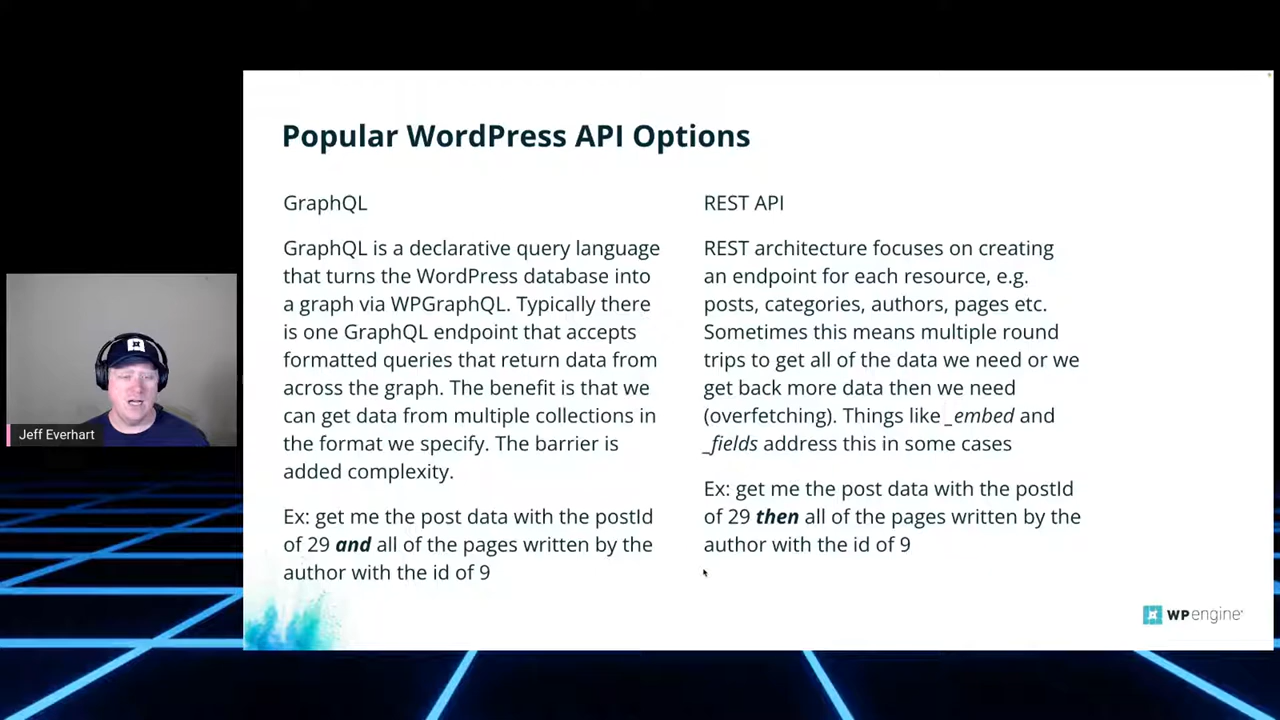 Popular WordPress API Options
GraphQL
GraphQL is a declarative query language
that turns the WordPress database into
a graph via WPGraphQL. Typically there
is one GraphQL endpoint that accepts
formatted queries that return data from
across the graph. The benefit is that we
can get data from multiple collections in
the format we specify. The barrier is
added complexity.
Ex: get me the post data with the postId
of 29 and all of the pages written by the
author with the id of 9
REST API
REST architecture focuses on creating
an endpoint for each resource, e.g.
posts, categories, authors, pages etc.
Sometimes this means multiple round
trips to get all of the data we need or we
get back more data then we need
(overfetching). Things like _embed and
_fields address this in some cases
Ex: get me the post data with the postId
of 29 then all of the pages written by the
author with the id of 9
Jeff Everhart
WPengine